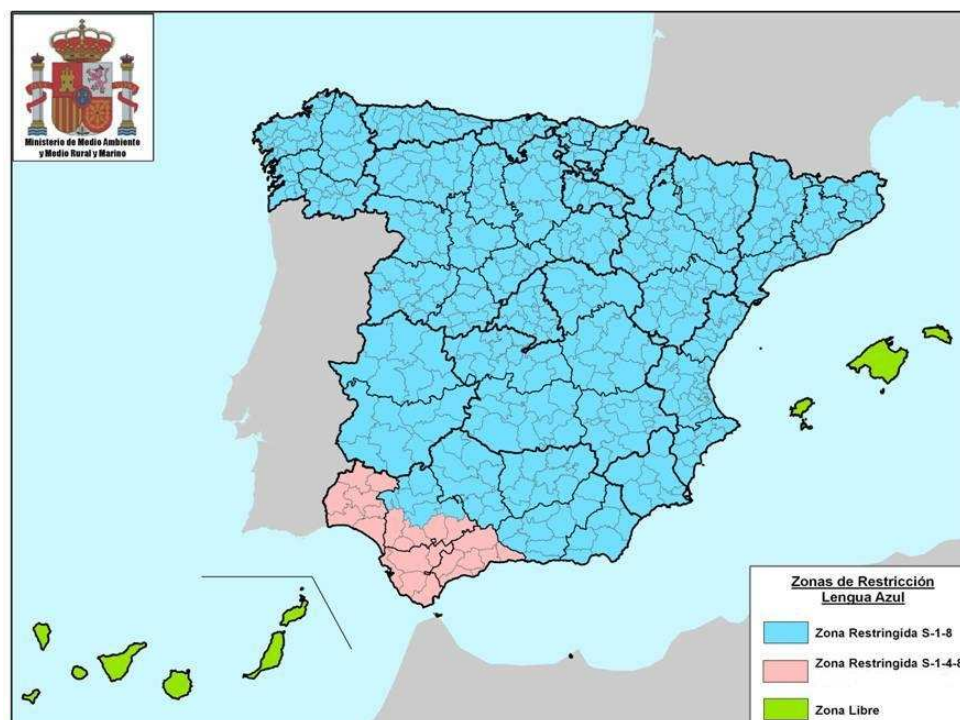 Ministerio de Medio Ambiente
y Medio Rural y Marino
Zonas de Restricción
Lengua Azul
Zona Restringida S-1-8
Zona Restringida S-1-4-8
Zona Libre